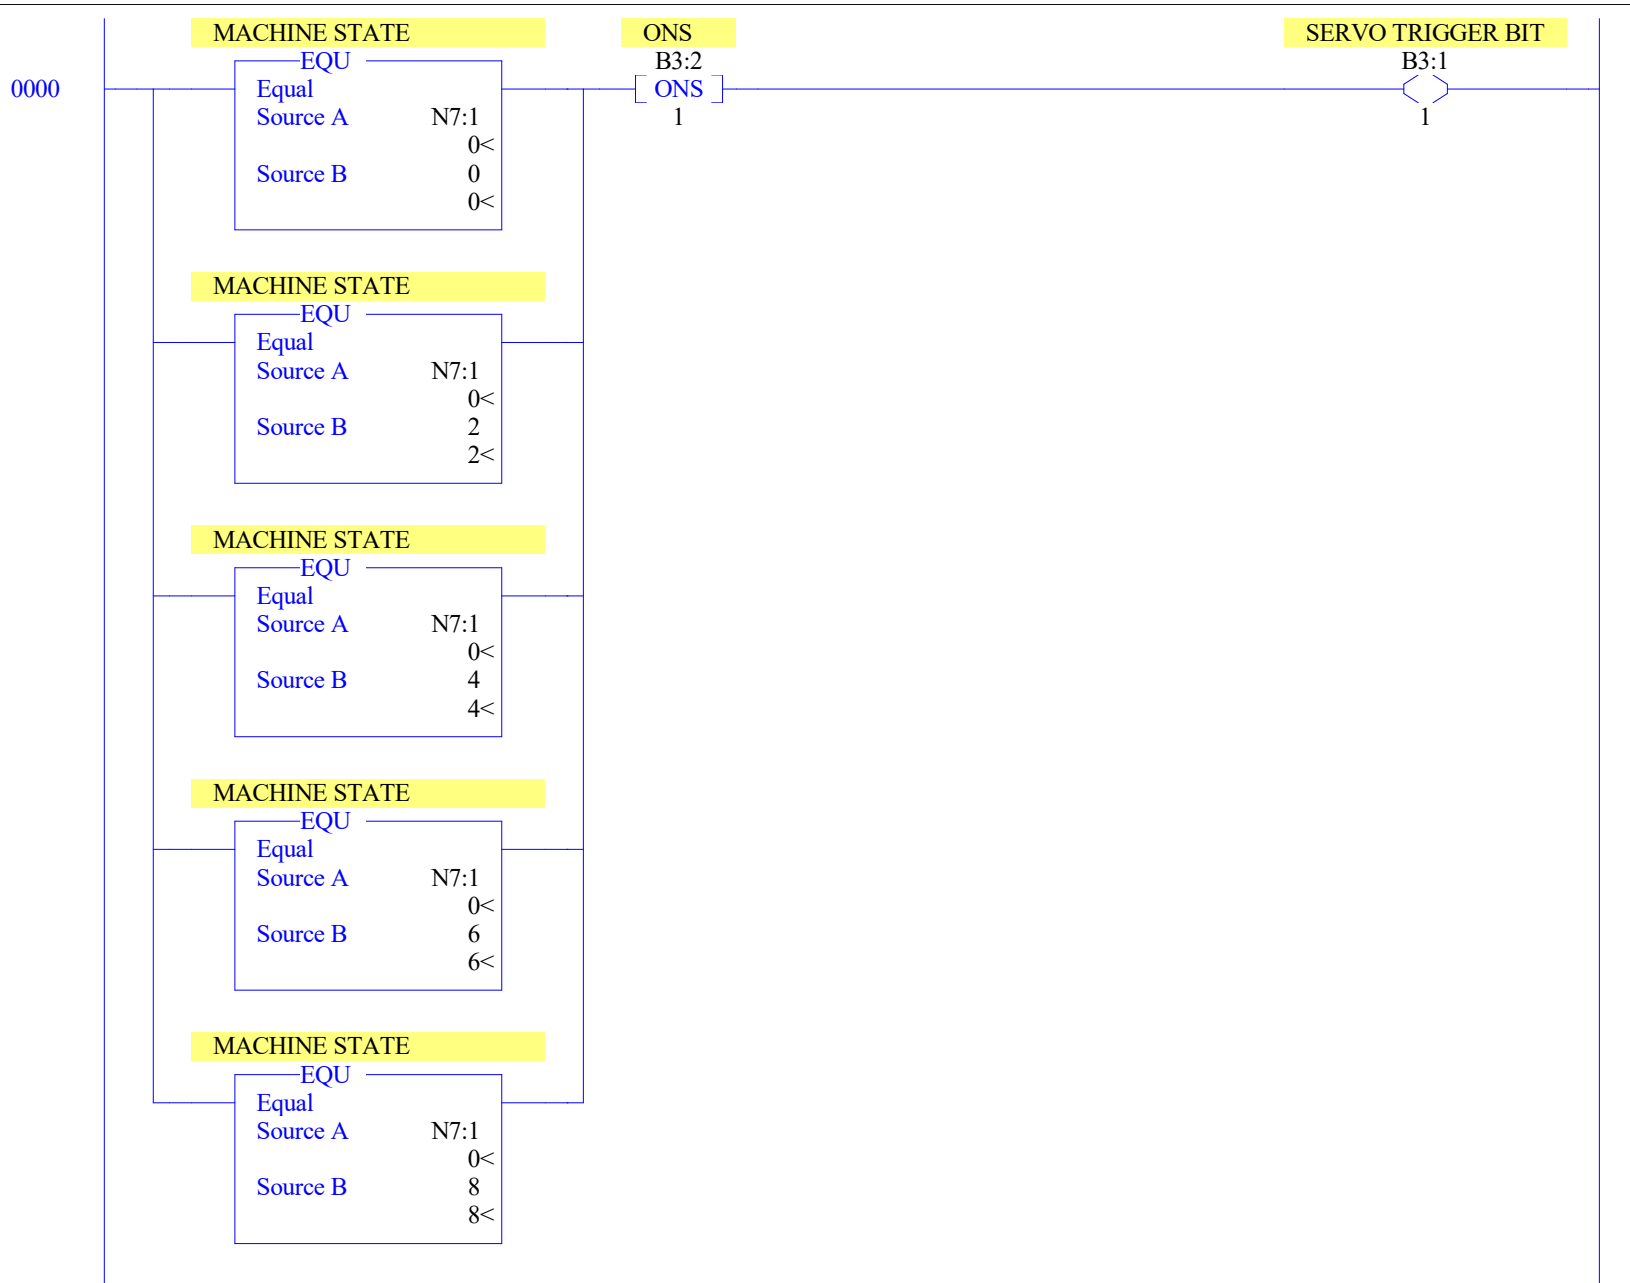 MACHINE STATE ONS SERVO TRIGGER BIT
EQU B3:2 B3:1
0000 Equal ONS
Source A N7:1 1 1
0<
Source B 0
0<
MACHINE STATE
EQU
Equal
Source A N7:1
0<
Source B 2
2<
MACHINE STATE
EQU
Equal
Source A N7:1
0<
Source B 4
4<
MACHINE STATE
EQU
Equal
Source A N7:1
0<
Source B 6
6<
MACHINE STATE
EQU
Equal
Source A N7:1
0<
Source B 8
8<